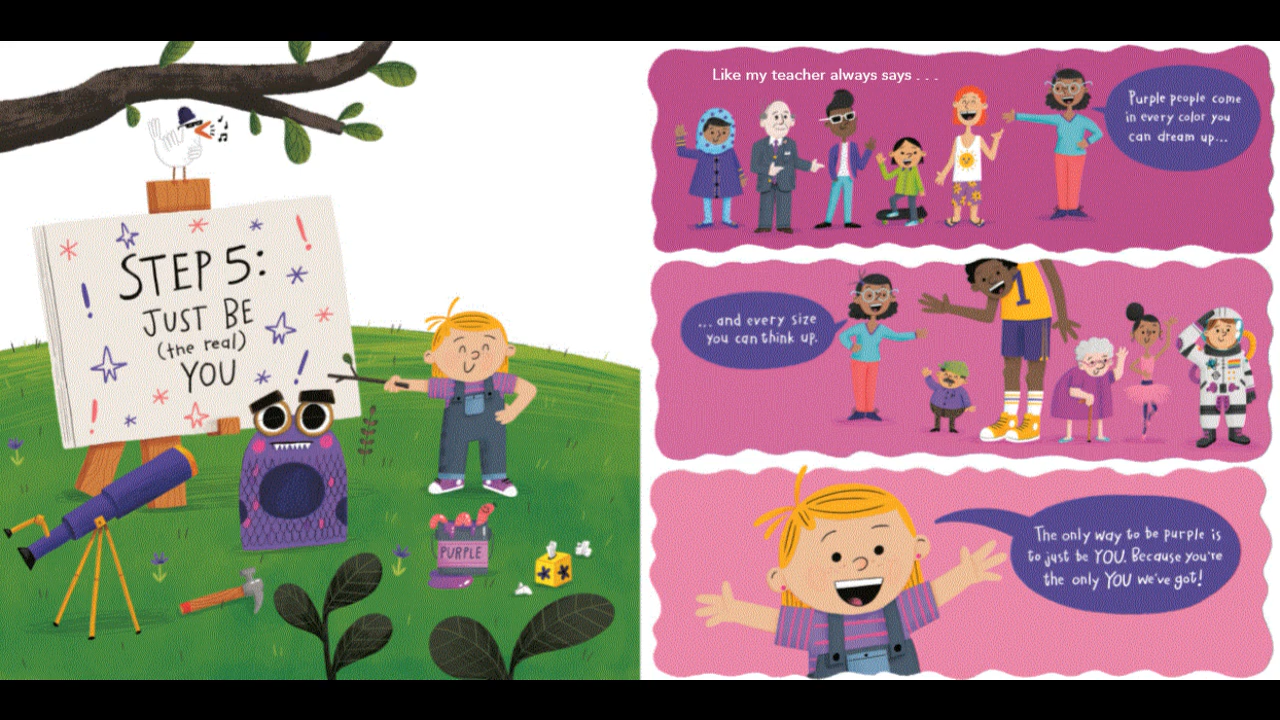 STEP 5:
JUST BE
(the real)
YOU
PURPLE
Like my teacher always says . . .
Purple people come
in every color you
can dream up...
... and every size
you can think up.
1
The only way to be purple is
to just be YOU. Because you're
the only YOU we've got!